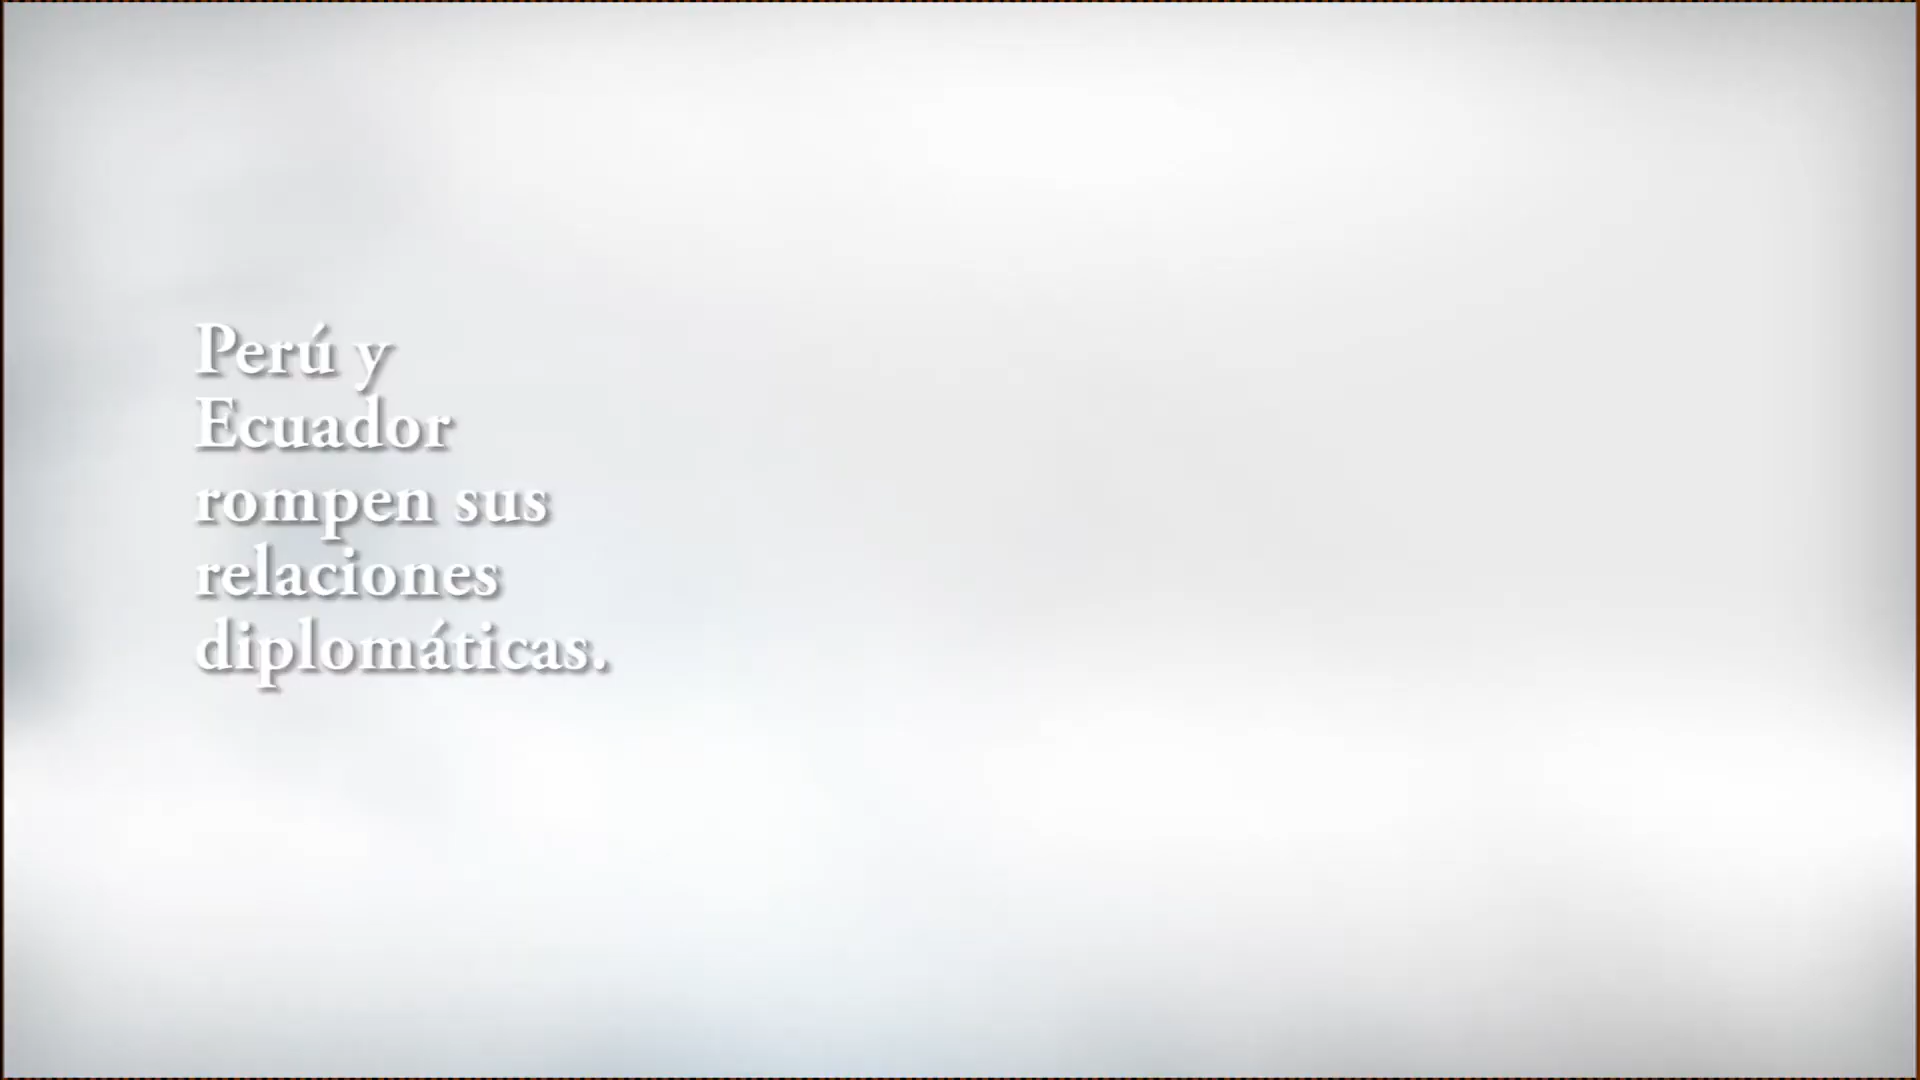 Perú y
Ecuador
rompen sus
relaciones
diplomáticas.